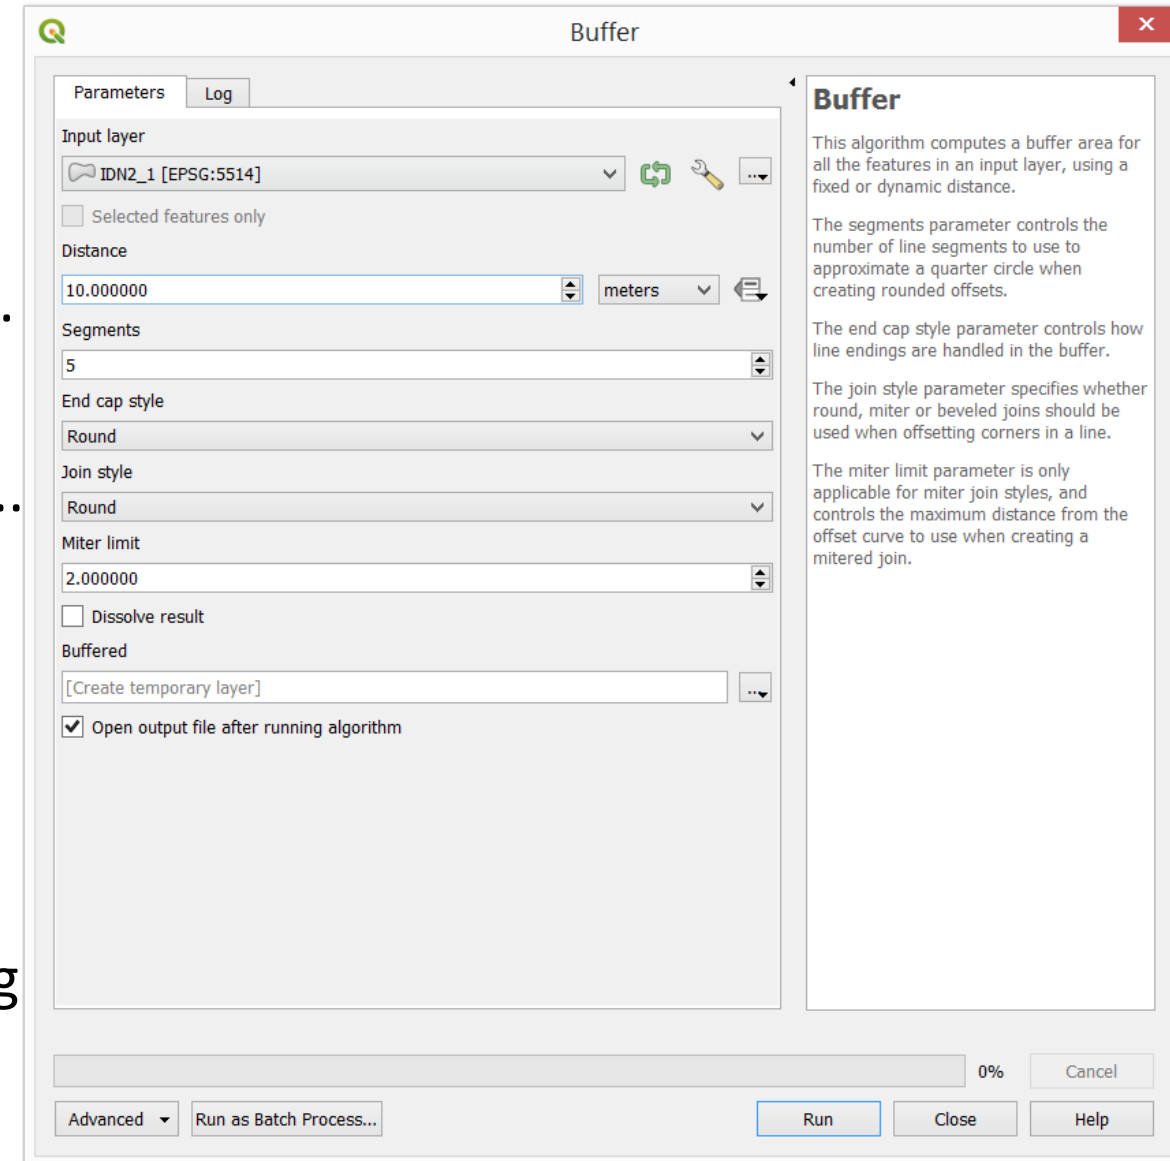 Buffer
Parameters
Log
Input layer
IDN2_1 [EPSG:5514]
...
Selected features only
Distance
10.000000
meters
Segments
5
End cap style
Round
Join style
Round
Miter limit
2.000000
Dissolve result
Buffered
[Create temporary layer]
...
Open output file after running algorithm
Buffer
This algorithm computes a buffer area for
all the features in an input layer, using a
fixed or dynamic distance.
The segments parameter controls the
number of line segments to use to
approximate a quarter circle when
creating rounded offsets.
The end cap style parameter controls how
line endings are handled in the buffer.
The join style parameter specifies whether
round, miter or beveled joins should be
used when offsetting corners in a line.
The miter limit parameter is only
applicable for miter join styles, and
controls the maximum distance from the
offset curve to use when creating a
mitered join.
g
0%
Cancel
Advanced
Run as Batch Process...
Run
Close
Help